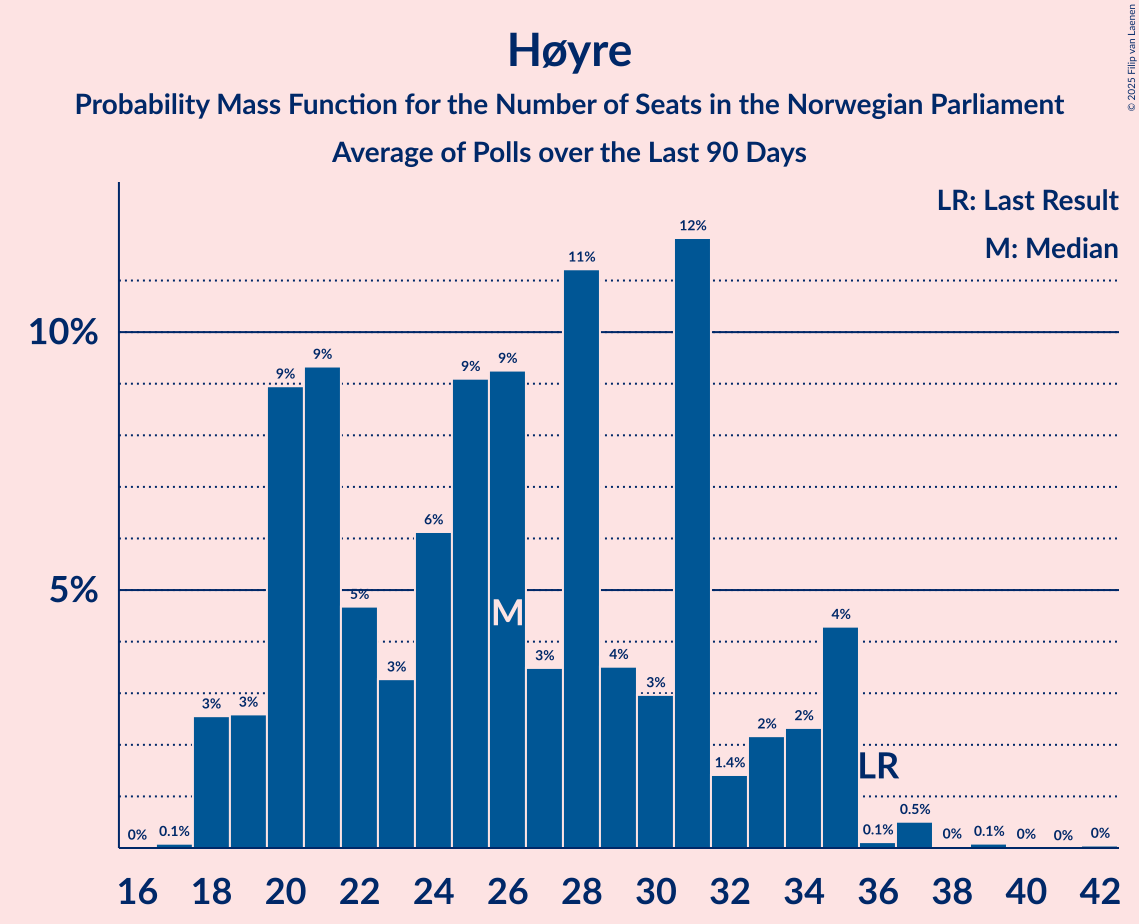 Høyre
Probability Mass Function for the Number of Seats in the Norwegian Parliament
Average of Polls over the Last 90 Days
© 2025 Filip van Laenen
LR: Last Result
M: Median
10%
5%
0% 0.1% 3% 3% 9% 9% 5% 3% 6% 9% 9% 3% 11% 4% 3% 12% 1.4% 2% 2% 4% 0.1% 0.5% 0% 0.1% 0% 0% 0%
M
LR
16 18 20 22 24 26 28 30 32 34 36 38 40 42